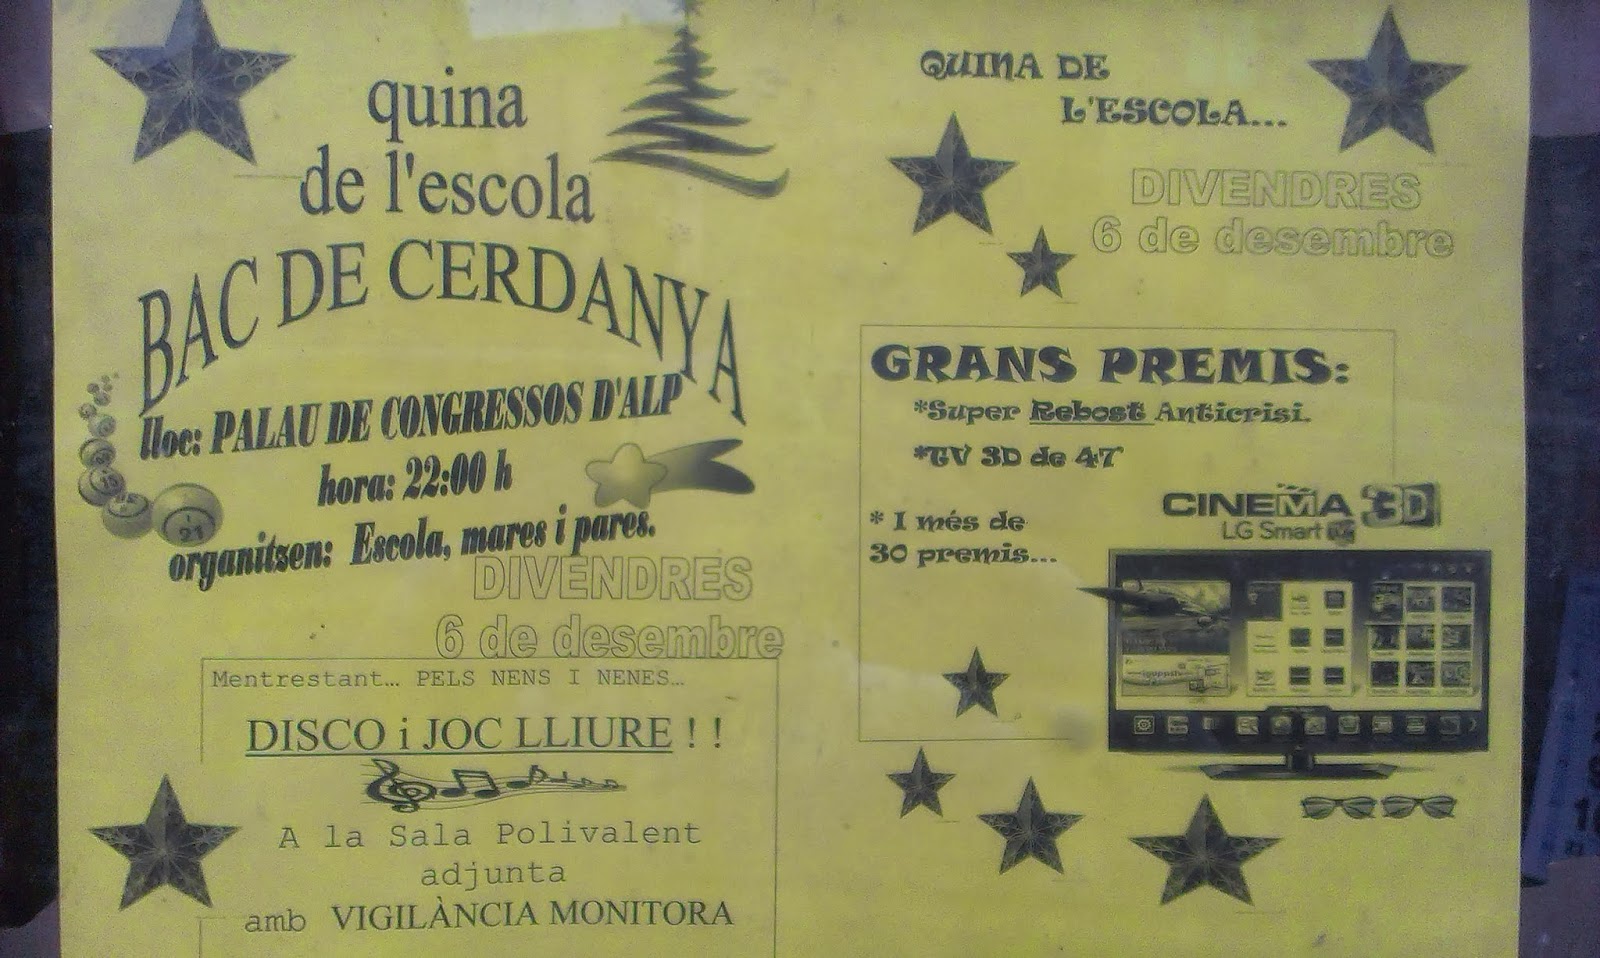 quina
de l'escola
BAC DE CERDANYA
lloc: PALAU DE CONGRESSOS D'ALP
hora: 22:00 h
organitzen: Escola, mares i pares.
DIVENDRES
6 de desembre
Mentrestant... PELS NENS I NENES...
DISCO i JOC LLIURE ! !
A la Sala Polivalent
adjunta
amb VIGILÀNCIA MONITORA
QUINA DE
L'ESCOLA...
DIVENDRES
6 de desembre
GRANS PREMIS:
*Super Rebost Anticrisi.
*TV 3D de 47'
* I més de
30 premis...
CINEMA 3D
LG Smart TV